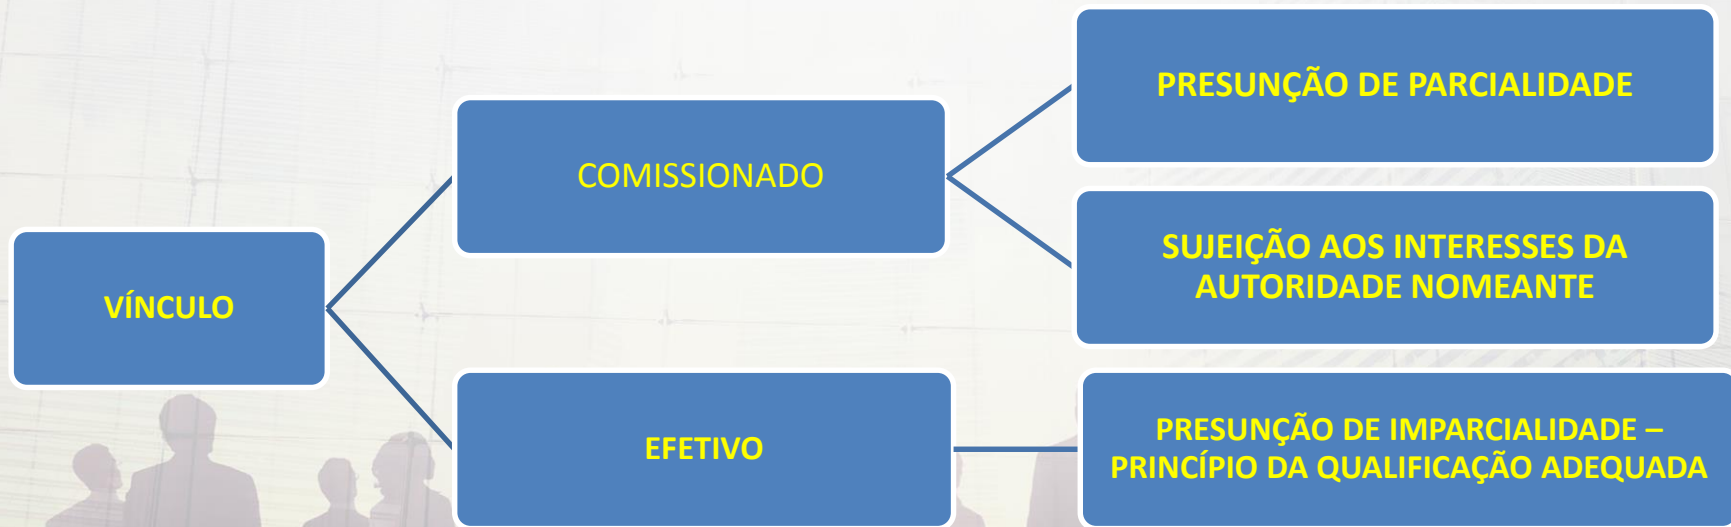 VÍNCULO
COMISSIONADO
PRESUNÇÃO DE PARCIALIDADE
SUJEIÇÃO AOS INTERESSES DA
AUTORIDADE NOMEANTE
EFETIVO
PRESUNÇÃO DE IMPARCIALIDADE –
PRINCÍPIO DA QUALIFICAÇÃO ADEQUADA